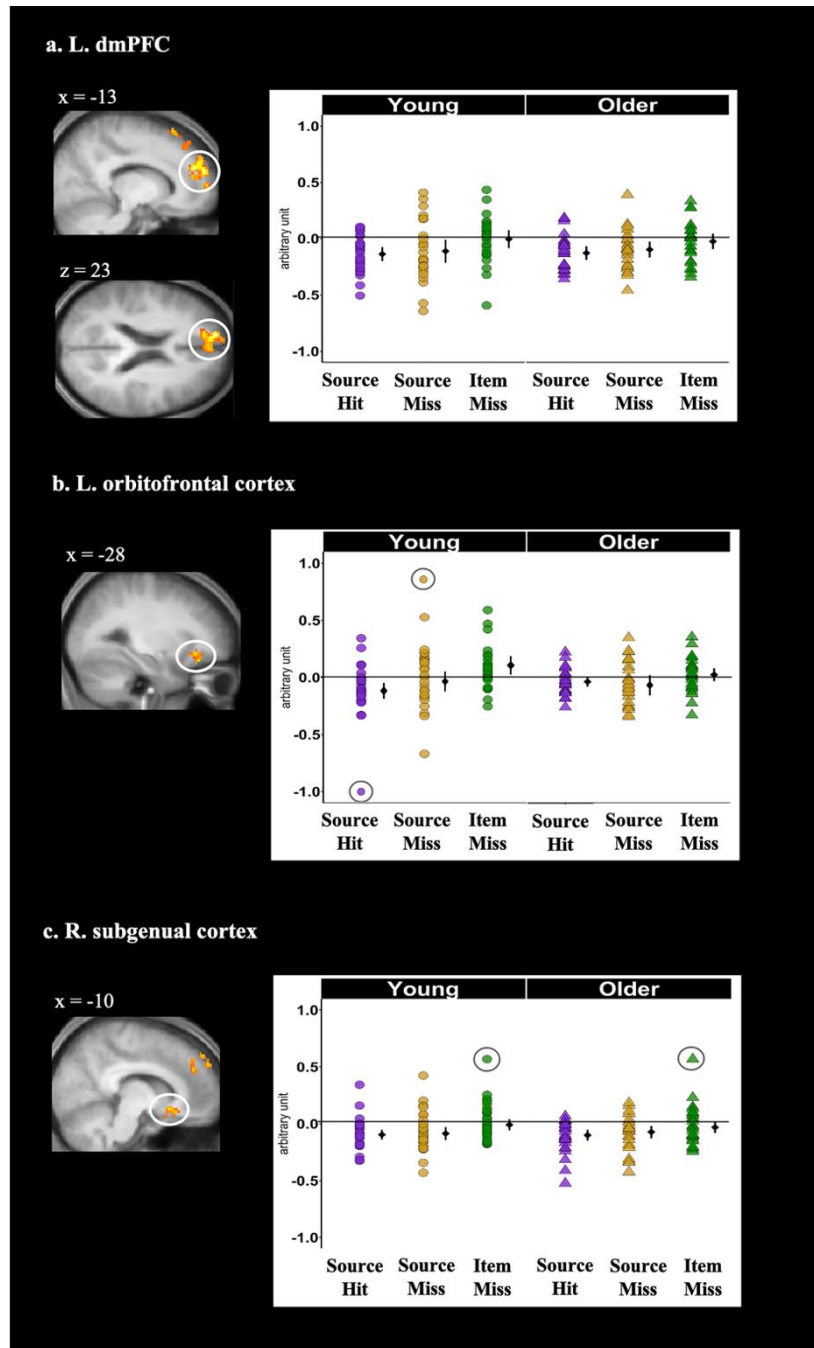 a. L. dmPFC
x = -13
z = 23
Young Older
1.0
0.5
0.0
-0.5
-1.0
arbitrary unit
Source Source Item Source Source Item
Hit Miss Miss Hit Miss Miss
b. L. orbitofrontal cortex
x = -28
Young Older
1.0
0.5
0.0
-0.5
-1.0
arbitrary unit
Source Source Item Source Source Item
Hit Miss Miss Hit Miss Miss
c. R. subgenual cortex
x = -10
Young Older
1.0
0.5
0.0
-0.5
-1.0
arbitrary unit
Source Source Item Source Source Item
Hit Miss Miss Hit Miss Miss